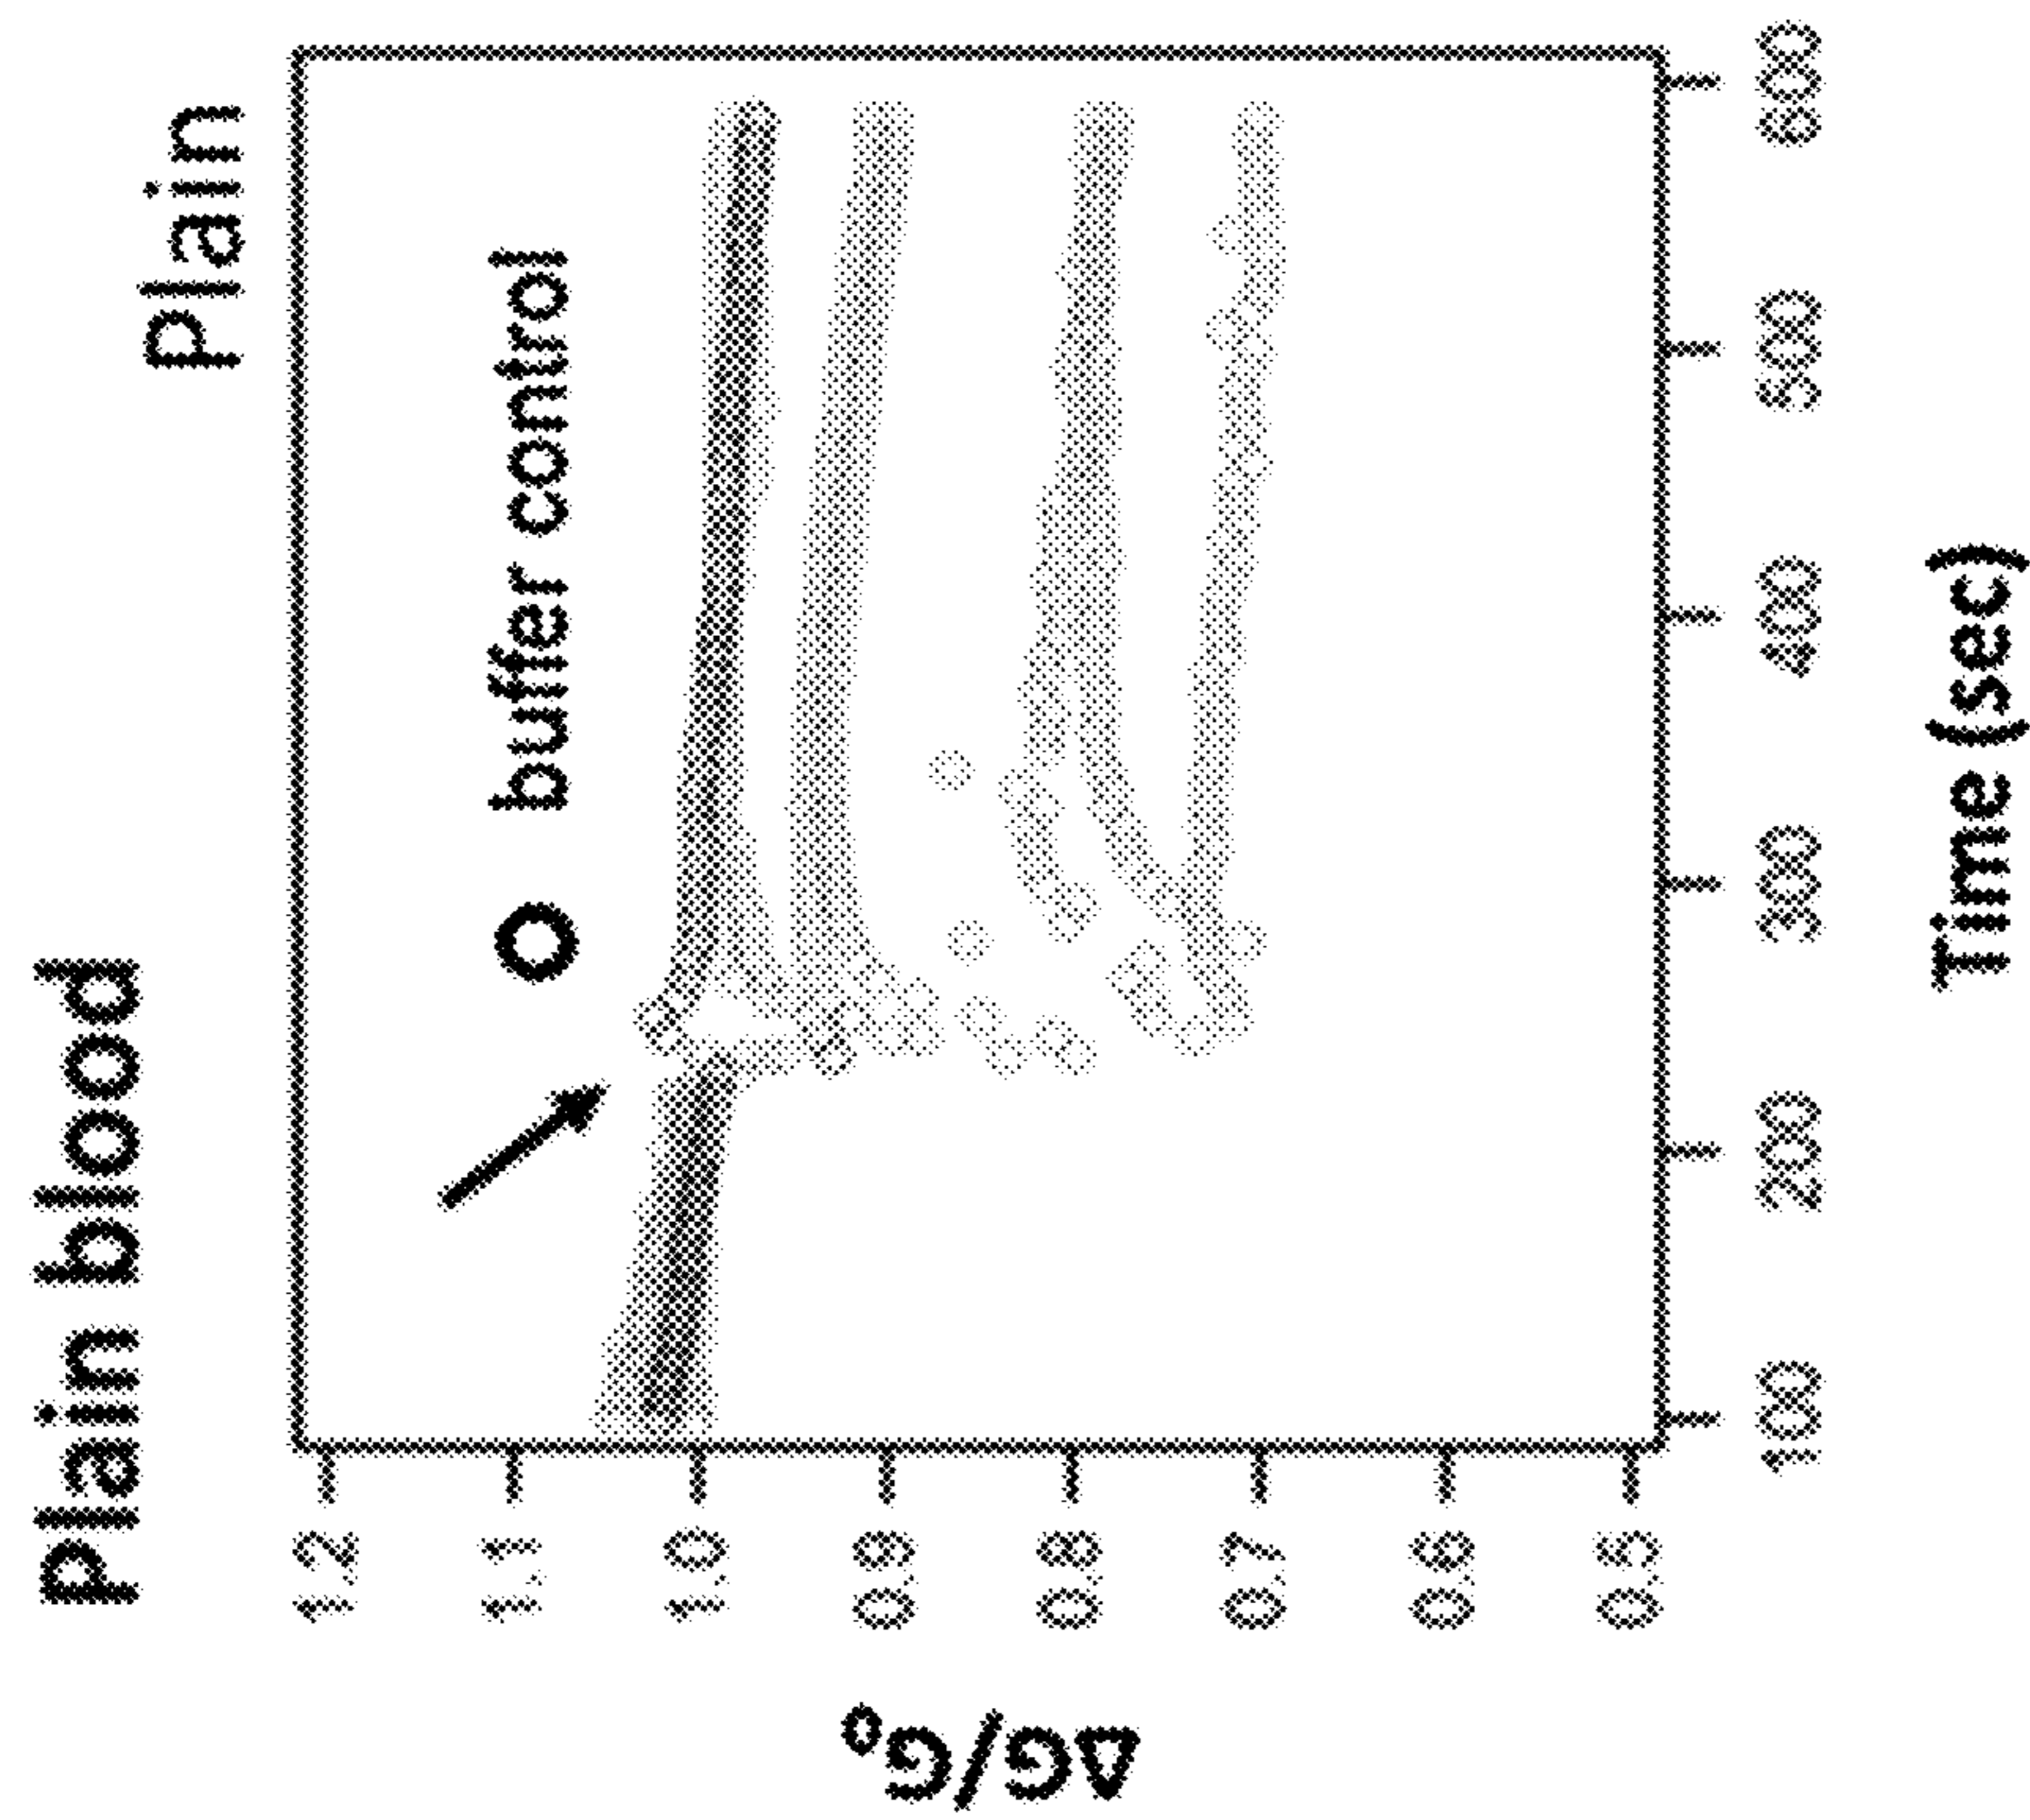 Plain blood
Plain
buffer control
1.2
1.1
1.0
0.9
0.8
0.7
0.6
0.5
ΔG/G₀
100 200 300 400 500 600
Time (sec)